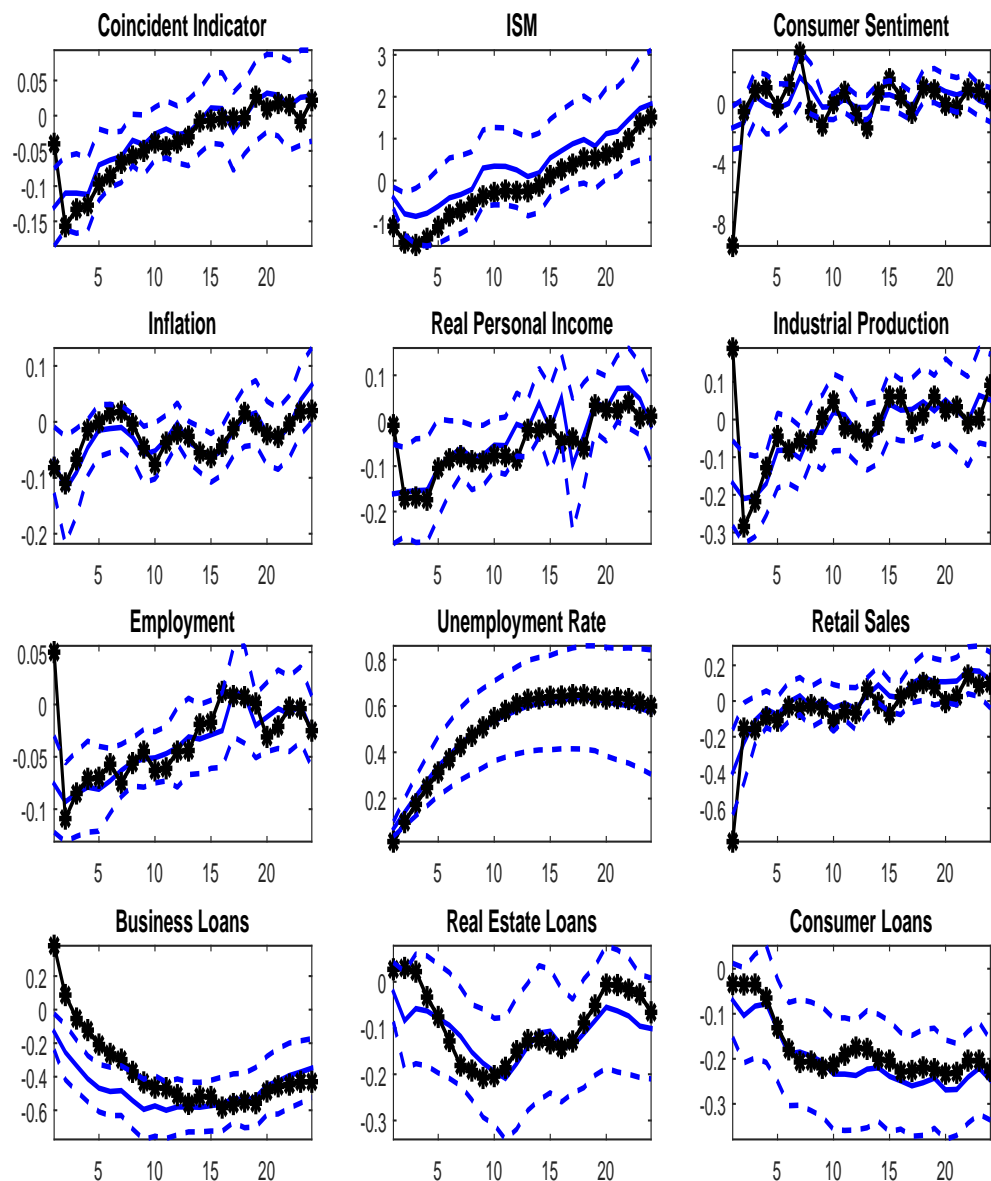 Coincident Indicator ISM Consumer Sentiment
0.05 3 0
0 2 -4
-0.05 1 -8
-0.1 0
-0.15 -1
5 10 15 20 5 10 15 20 5 10 15 20
Inflation Real Personal Income Industrial Production
0.1 0.1 0.1
0 0 0
-0.1 -0.1 -0.1
-0.2 -0.2 -0.2
-0.3
5 10 15 20 5 10 15 20 5 10 15 20
Employment Unemployment Rate Retail Sales
0.05 0.8 0.2
0 0.6 0
-0.05 0.4 -0.2
-0.1 0.2 -0.4
-0.6
5 10 15 20 5 10 15 20 5 10 15 20
Business Loans Real Estate Loans Consumer Loans
0.2 0 0
0 -0.1 -0.1
-0.2 -0.2 -0.2
-0.4 -0.3 -0.3
-0.6
5 10 15 20 5 10 15 20 5 10 15 20